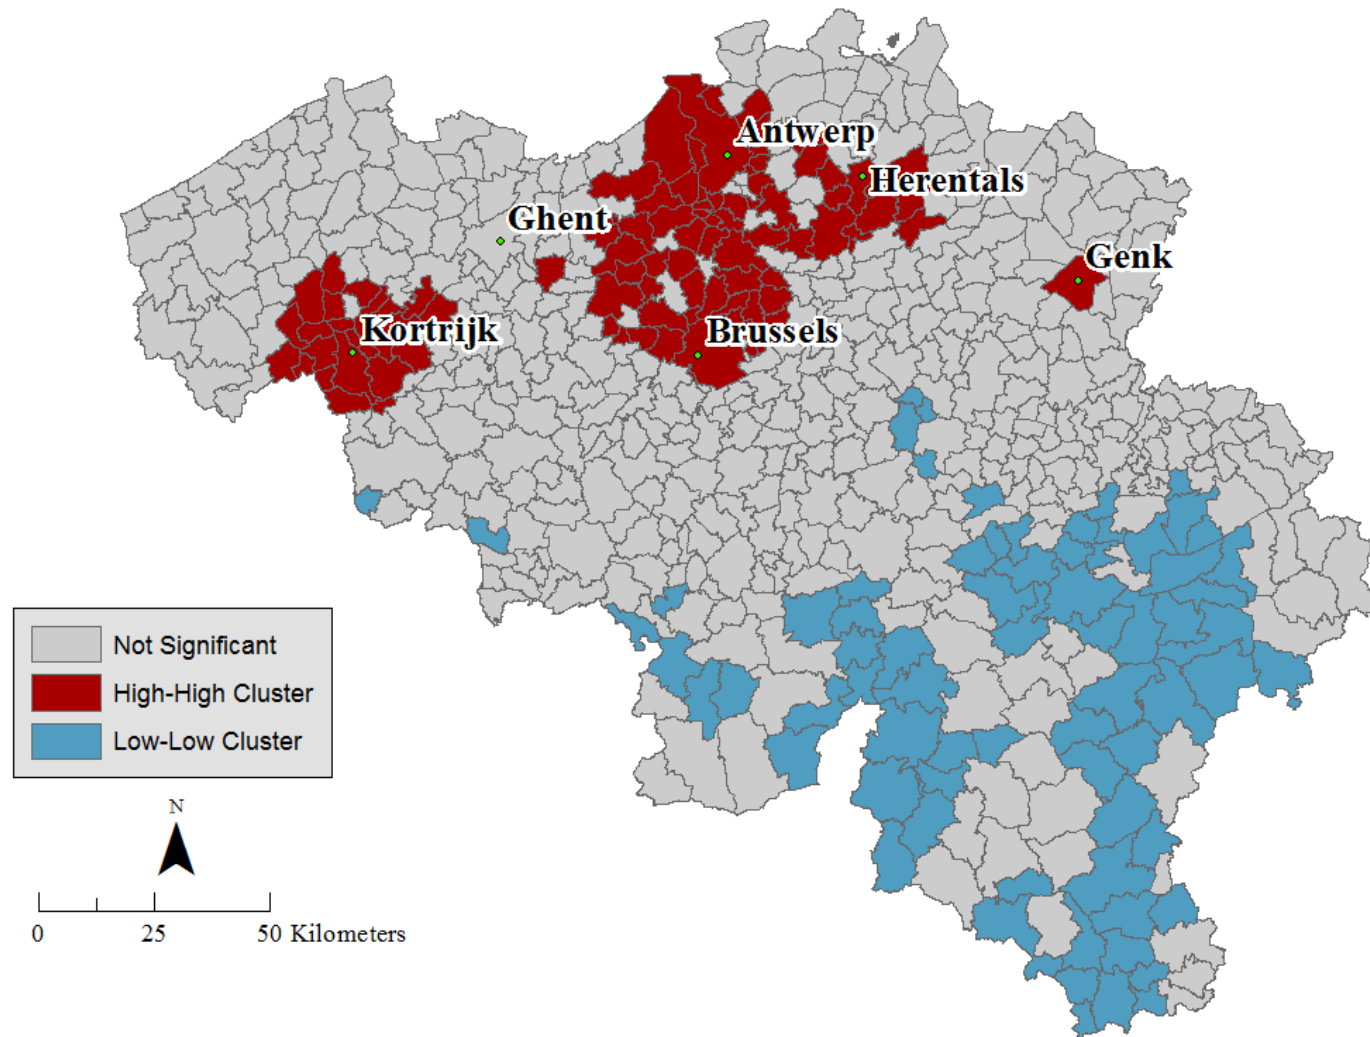 Antwerp
Herentals
Ghent
Genk
Kortrijk
Brussels
Not Significant
High-High Cluster
Low-Low Cluster
N
0 25 50 Kilometers